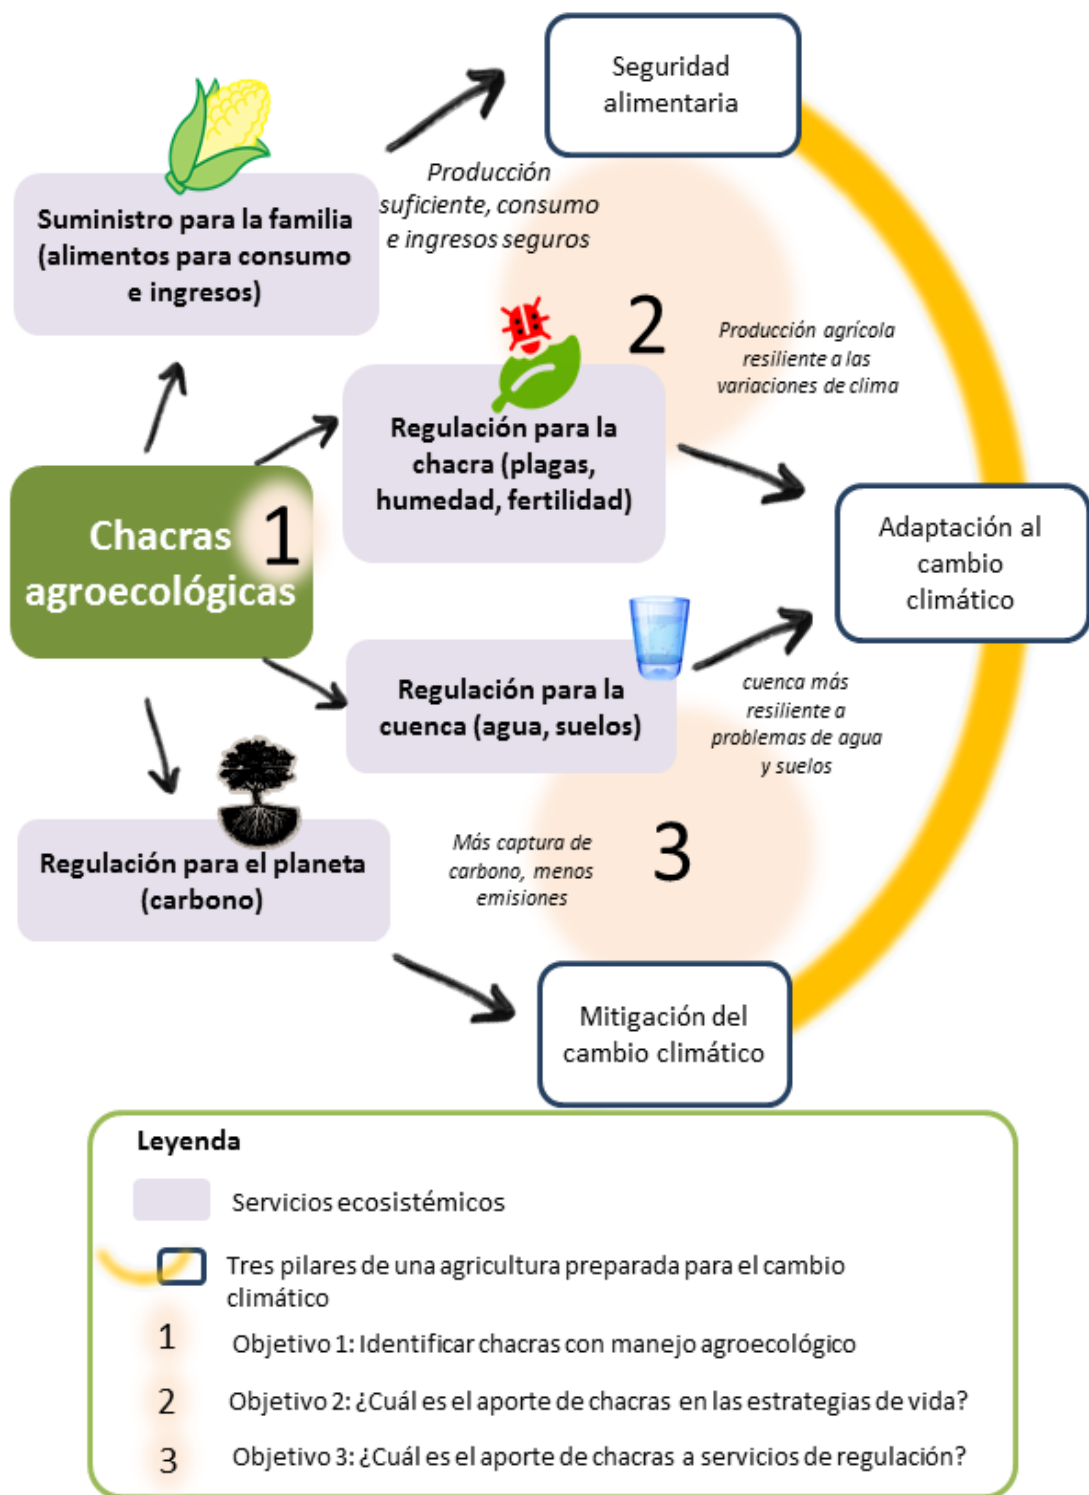 Seguridad
alimentaria
Producción
suficiente, consumo
e ingresos seguros
Suministro para la familia
(alimentos para consumo
e ingresos)
2
Producción agrícola
resiliente a las
variaciones de clima
Regulación para la
chacra (plagas,
humedad, fertilidad)
Chacras
agroecológicas
1
Adaptación al
cambio
climático
Regulación para la
cuenca (agua, suelos)
cuenca más
resiliente a
problemas de agua
y suelos
Regulación para el planeta
(carbono)
Más captura de
carbono, menos
emisiones
3
Mitigación del
cambio climático
Leyenda
Servicios ecosistémicos
Tres pilares de una agricultura preparada para el cambio
climático
1 Objetivo 1: Identificar chacras con manejo agroecológico
2 Objetivo 2: ¿Cuál es el aporte de chacras en las estrategias de vida?
3 Objetivo 3: ¿Cuál es el aporte de chacras a servicios de regulación?